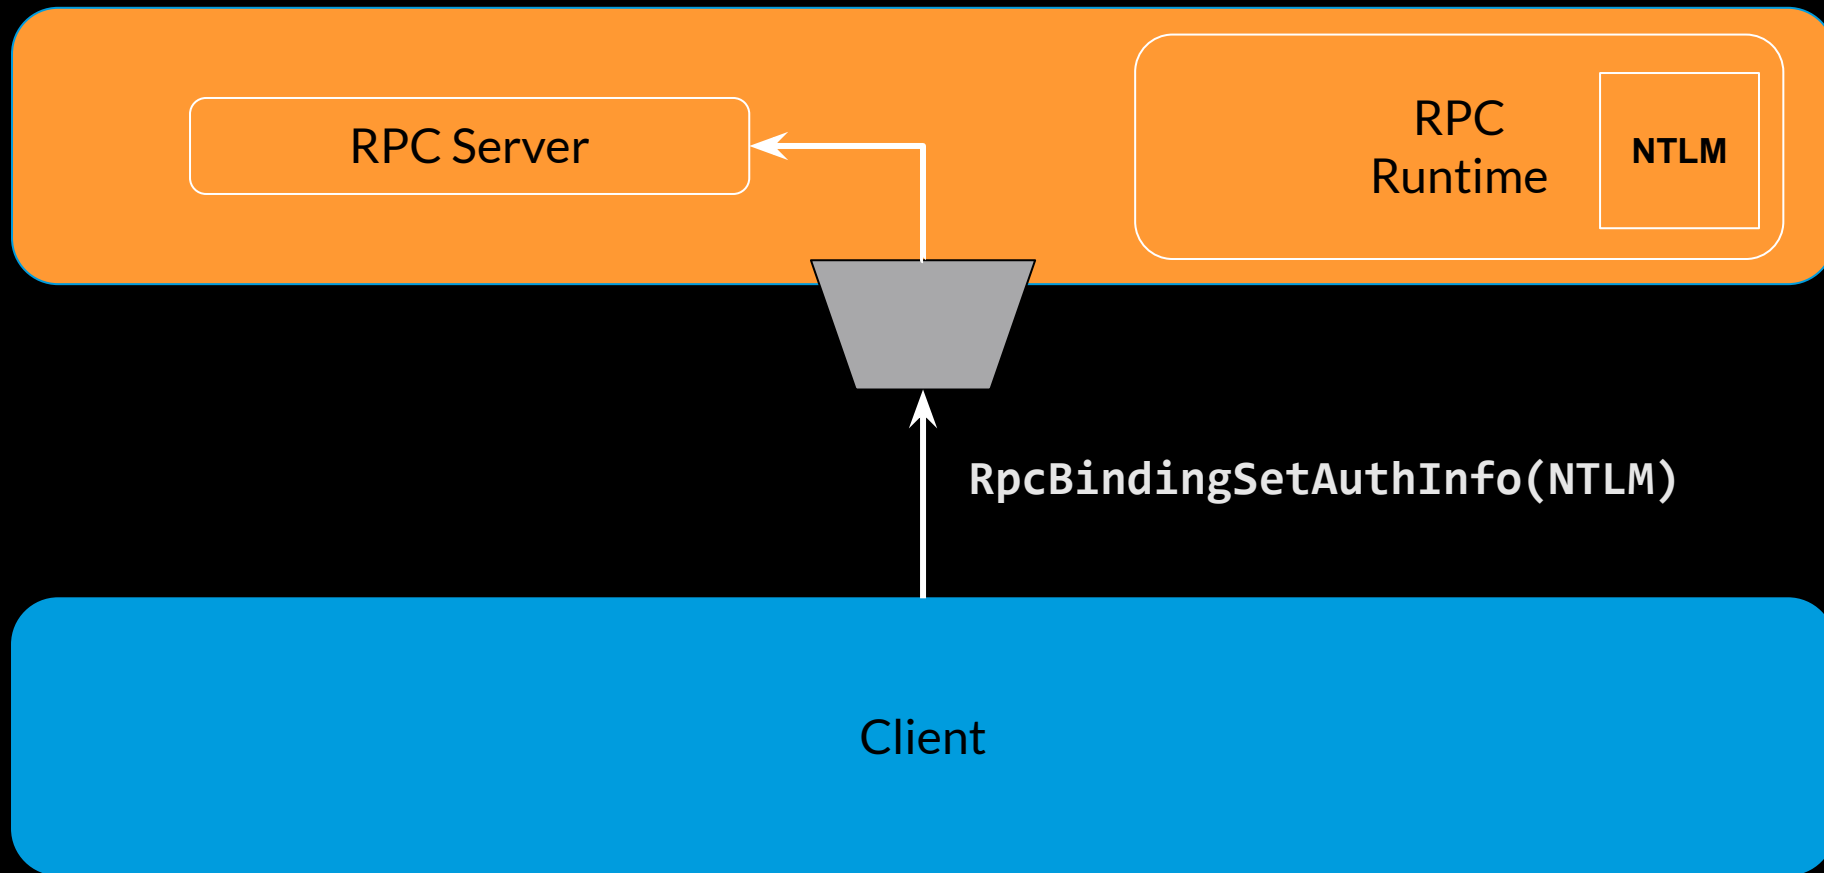 RPC Server
RPC
Runtime
NTLM
RpcBindingSetAuthInfo(NTLM)
Client